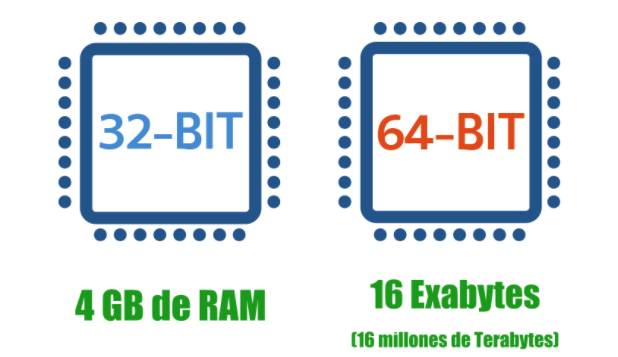 32-BIT
64-BIT
4 GB de RAM
16 Exabytes
(16 millones de Terabytes)